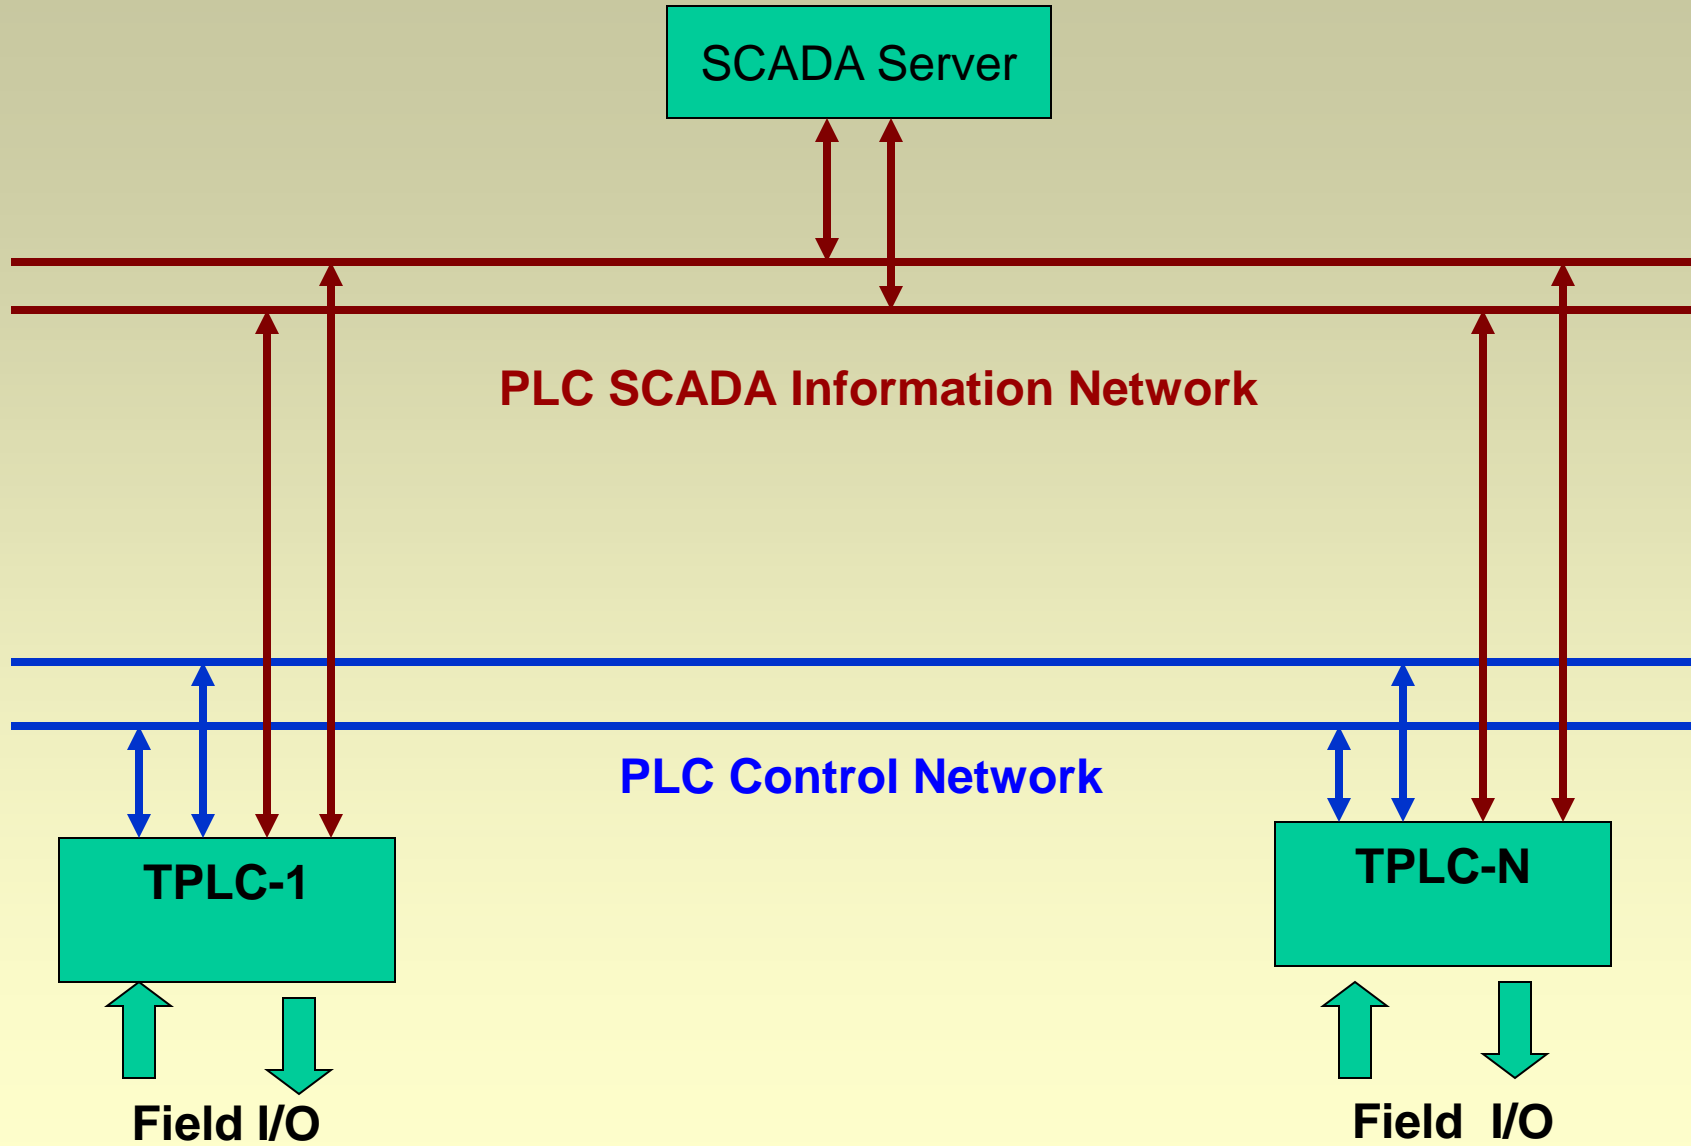 SCADA Server
PLC SCADA Information Network
PLC Control Network
TPLC-1
TPLC-N
Field I/O
Field I/O